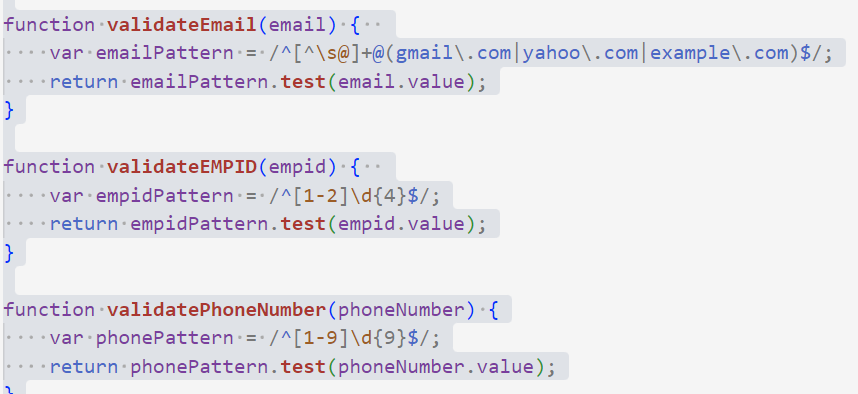 function validateEmail(email) {
    var emailPattern = /^[^\s@]+@(gmail\.com|yahoo\.com|example\.com)$/;
    return emailPattern.test(email.value);
}
function validateEMPID(empid) {
    var empidPattern = /^[1-2]\d{4}$/;
    return empidPattern.test(empid.value);
}
function validatePhoneNumber(phoneNumber) {
    var phonePattern = /^[1-9]\d{9}$/;
    return phonePattern.test(phoneNumber.value);
}